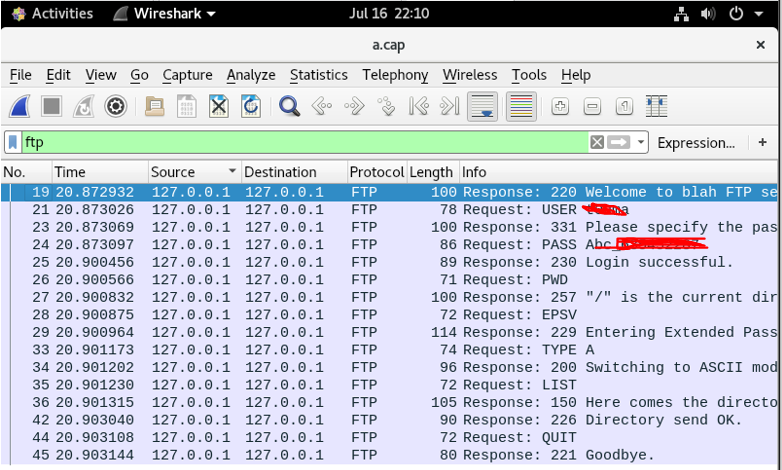 Activities Wireshark Jul 16 22:10
a.cap
File Edit View Go Capture Analyze Statistics Telephony Wireless Tools Help
ftp Expression... +
No. Time Source Destination Protocol Length Info
19 20.872932 127.0.0.1 127.0.0.1 FTP 100 Response: 220 Welcome to blah FTP se
21 20.873026 127.0.0.1 127.0.0.1 FTP 78 Request: USER
23 20.873069 127.0.0.1 127.0.0.1 FTP 100 Response: 331 Please specify the pas
24 20.873097 127.0.0.1 127.0.0.1 FTP 86 Request: PASS
25 20.900456 127.0.0.1 127.0.0.1 FTP 89 Response: 230 Login successful.
26 20.900566 127.0.0.1 127.0.0.1 FTP 71 Request: PWD
27 20.900832 127.0.0.1 127.0.0.1 FTP 100 Response: 257 "/" is the current dir
28 20.900875 127.0.0.1 127.0.0.1 FTP 72 Request: EPSV
29 20.900964 127.0.0.1 127.0.0.1 FTP 114 Response: 229 Entering Extended Pass
33 20.901173 127.0.0.1 127.0.0.1 FTP 74 Request: TYPE A
34 20.901202 127.0.0.1 127.0.0.1 FTP 96 Response: 200 Switching to ASCII mod
35 20.901230 127.0.0.1 127.0.0.1 FTP 72 Request: LIST
36 20.901315 127.0.0.1 127.0.0.1 FTP 105 Response: 150 Here comes the directo
42 20.903040 127.0.0.1 127.0.0.1 FTP 90 Response: 226 Directory send OK.
44 20.903108 127.0.0.1 127.0.0.1 FTP 72 Request: QUIT
45 20.903144 127.0.0.1 127.0.0.1 FTP 80 Response: 221 Goodbye.